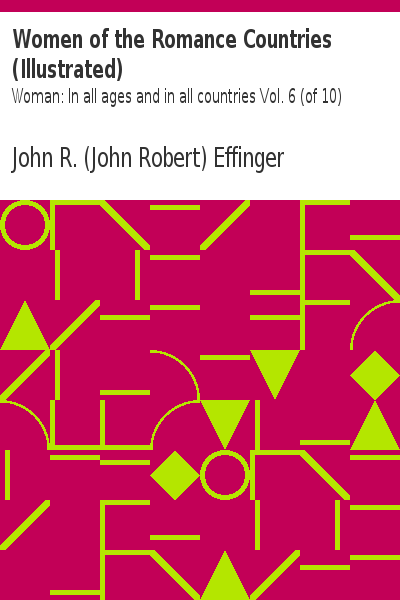 Women of the Romance Countries
(Illustrated)
Woman: In all ages and in all countries Vol. 6 (of 10)
John R. (John Robert) Effinger